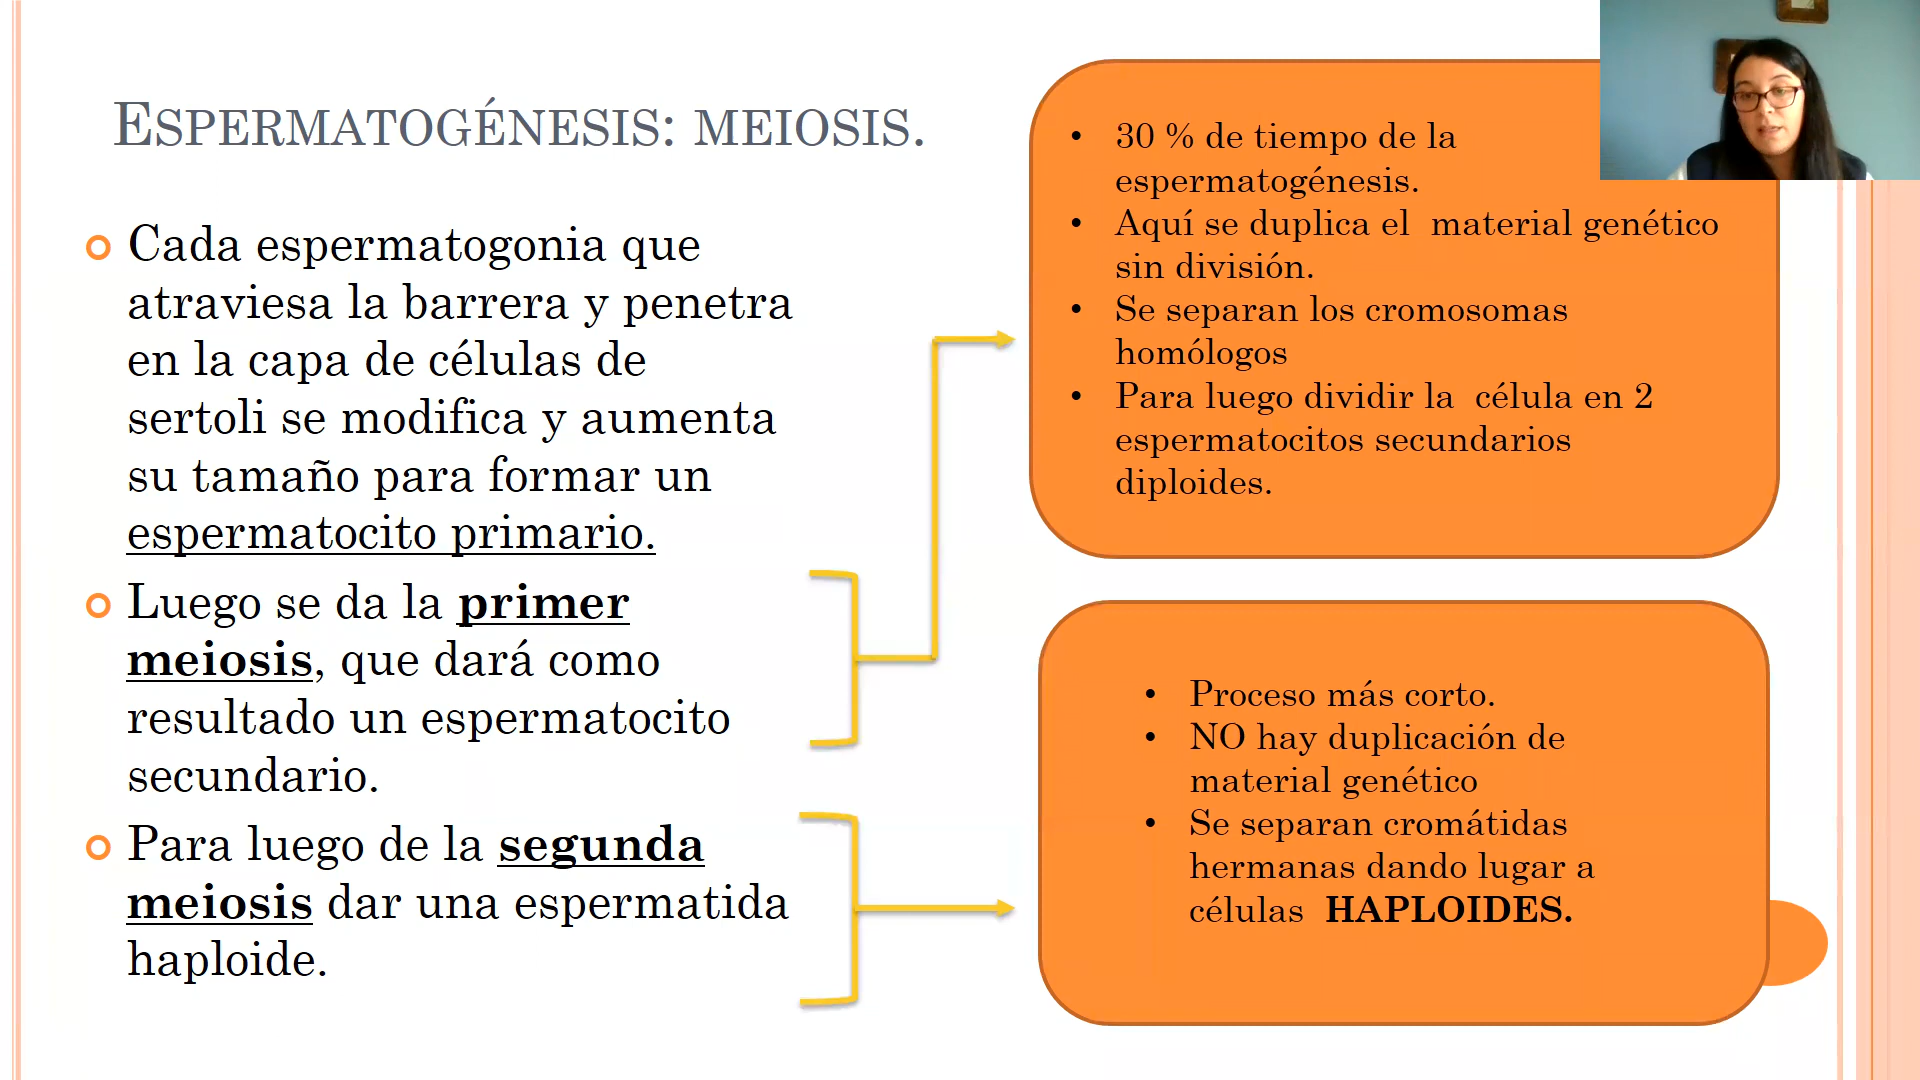 ESPERMATOGÉNESIS: MEIOSIS.
Cada espermatogonia que
atraviesa la barrera y penetra
en la capa de células de
sertoli se modifica y aumenta
su tamaño para formar un
espermatocito primario.
Luego se da la primer
meiosis, que dará como
resultado un espermatocito
secundario.
Para luego de la segunda
meiosis dar una espermatida
haploide.
• 30 % de tiempo de la
espermatogénesis.
• Aquí se duplica el material genético
sin división.
• Se separan los cromosomas
homólogos
• Para luego dividir la célula en 2
espermatocitos secundarios
diploides.
• Proceso más corto.
• NO hay duplicación de
material genético
• Se separan cromátidas
hermanas dando lugar a
células HAPLOIDES.